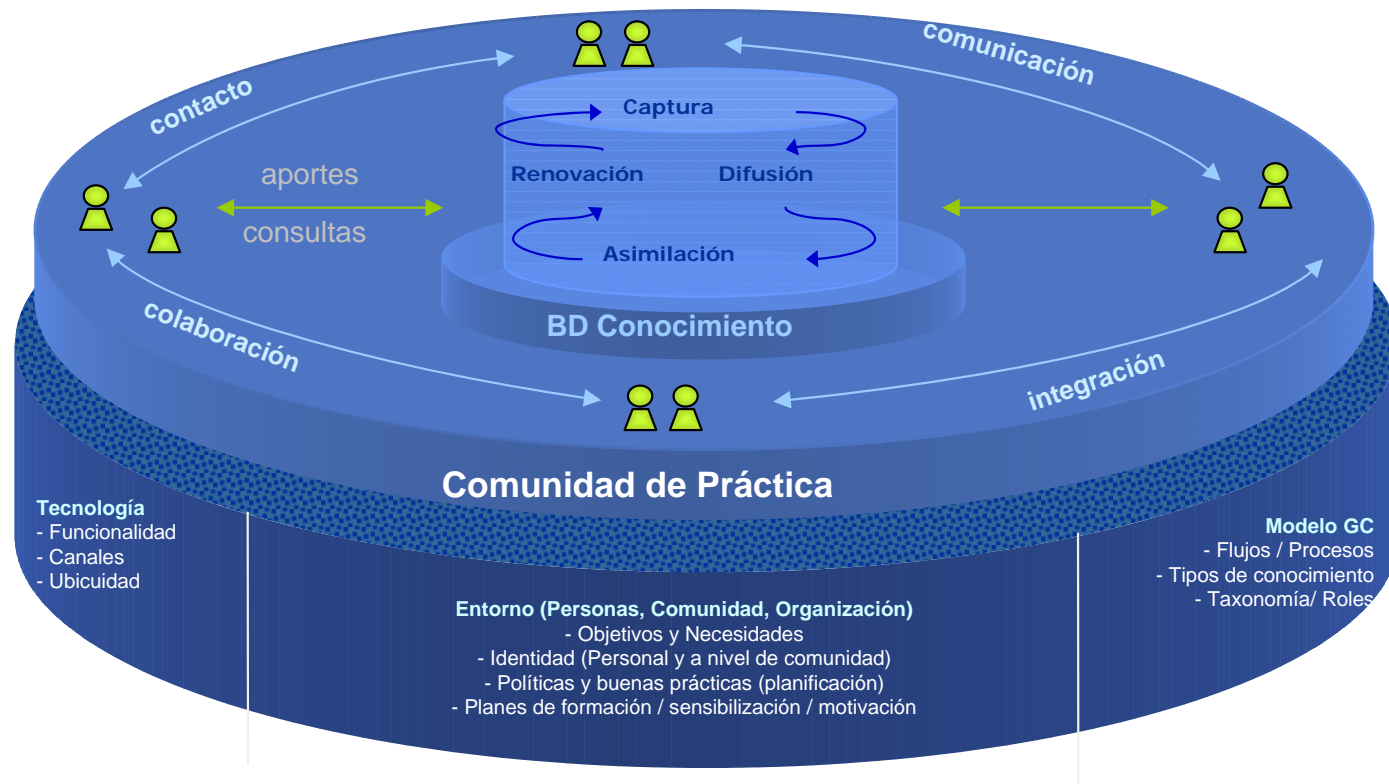 comunicación
contacto
Captura
aportes
Renovación
Difusión
consultas
Asimilación
colaboración
BD Conocimiento
integración
Comunidad de Práctica
Tecnología
- Funcionalidad
- Canales
- Ubicuidad
Entorno (Personas, Comunidad, Organización)
- Objetivos y Necesidades
- Identidad (Personal y a nivel de comunidad)
- Políticas y buenas prácticas (planificación)
- Planes de formación / sensibilización / motivación
Modelo GC
- Flujos / Procesos
- Tipos de conocimiento
- Taxonomía/ Roles